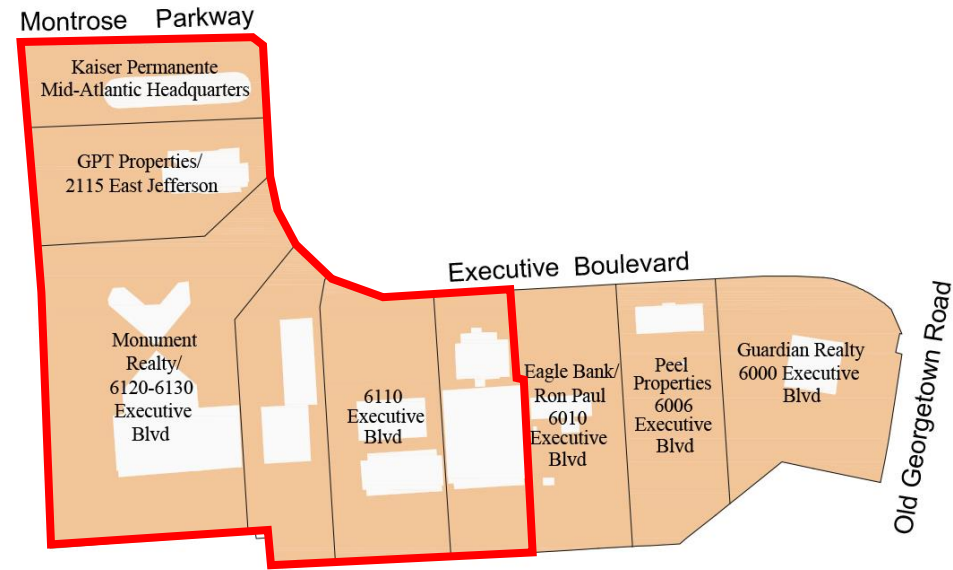 Montrose Parkway
Kaiser Permanente
Mid-Atlantic Headquarters
GPT Properties/
2115 East Jefferson
Monument
Realty/
6120-6130
Executive
Blvd
6110
Executive
Blvd
Executive Boulevard
Eagle Bank/
Ron Paul
6010
Executive
Blvd
Peel
Properties
6006
Executive
Blvd
Guardian Realty
6000 Executive
Blvd
Old Georgetown Road